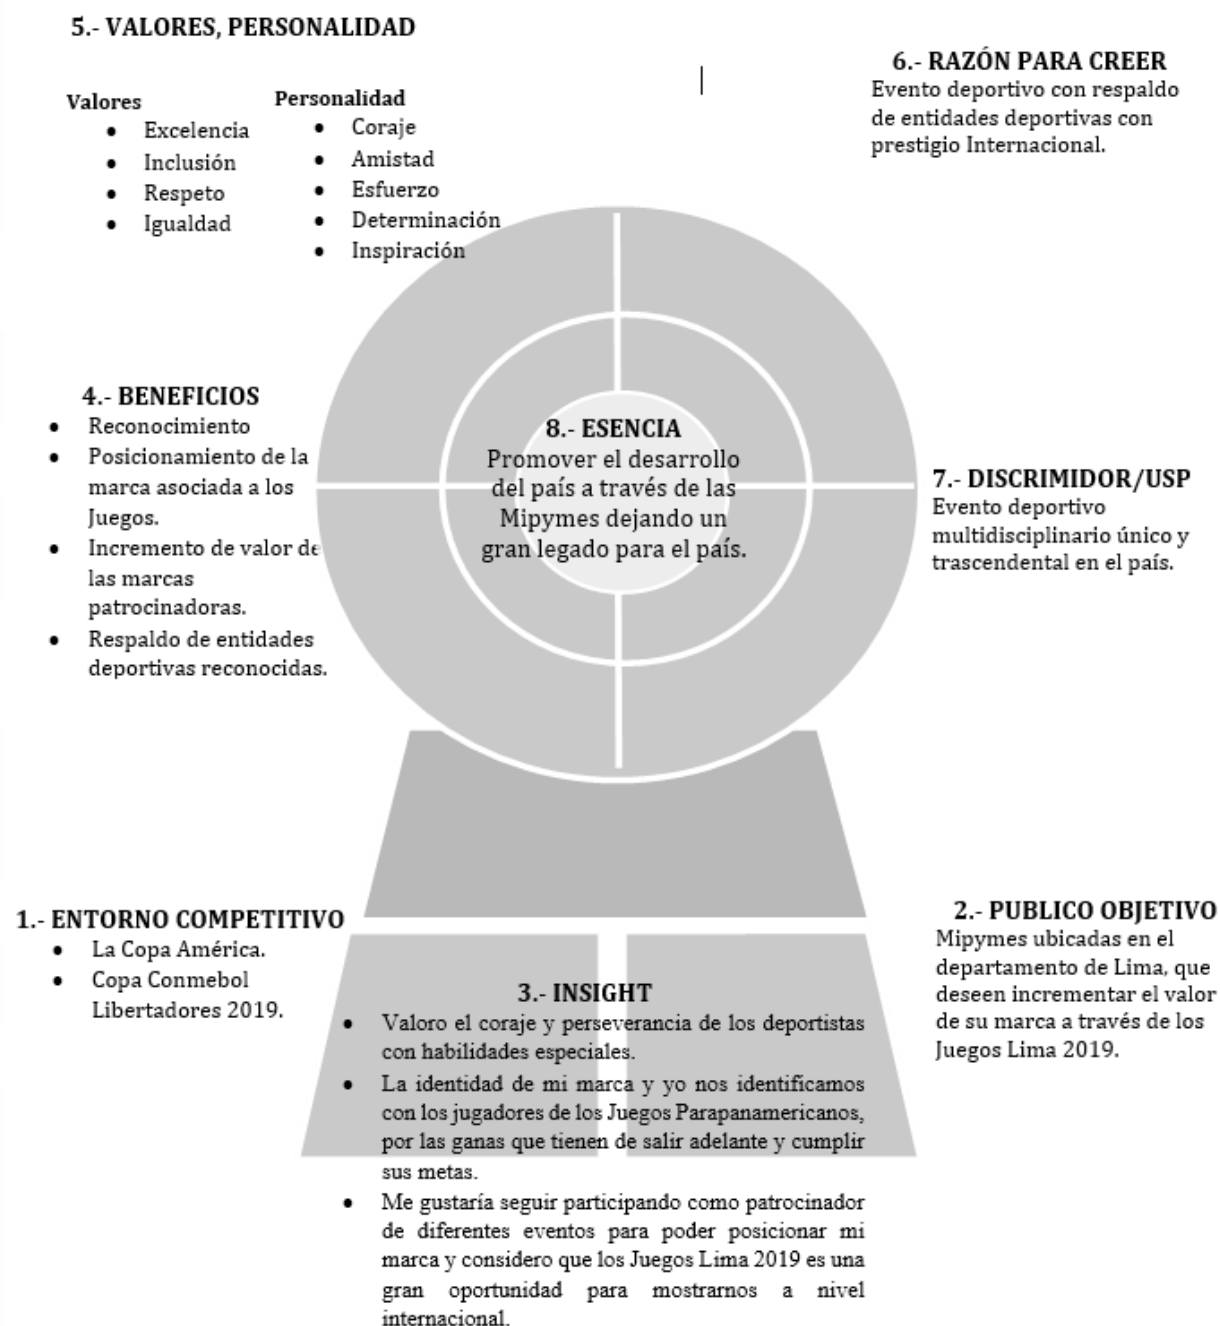 5.- VALORES, PERSONALIDAD
Valores
• Excelencia
• Inclusión
• Respeto
• Igualdad
Personalidad
• Coraje
• Amistad
• Esfuerzo
• Determinación
• Inspiración
6.- RAZÓN PARA CREER
Evento deportivo con respaldo
de entidades deportivas con
prestigio Internacional.
4.- BENEFICIOS
• Reconocimiento
• Posicionamiento de la
marca asociada a los
Juegos.
• Incremento de valor de
las marcas
patrocinadoras.
• Respaldo de entidades
deportivas reconocidas.
8.- ESENCIA
Promover el desarrollo
del país a través de las
Mipymes dejando un
gran legado para el país.
7.- DISCRIMIDOR/USP
Evento deportivo
multidisciplinario único y
trascendental en el país.
1.- ENTORNO COMPETITIVO
• La Copa América.
• Copa Conmebol
Libertadores 2019.
3.- INSIGHT
• Valoro el coraje y perseverancia de los deportistas
con habilidades especiales.
• La identidad de mi marca y yo nos identificamos
con los jugadores de los Juegos Parapanamericanos,
por las ganas que tienen de salir adelante y cumplir
sus metas.
• Me gustaría seguir participando como patrocinador
de diferentes eventos para poder posicionar mi
marca y considero que los Juegos Lima 2019 es una
gran oportunidad para mostrarnos a nivel
internacional.
2.- PUBLICO OBJETIVO
Mipymes ubicadas en el
departamento de Lima, que
deseen incrementar el valor
de su marca a través de los
Juegos Lima 2019.